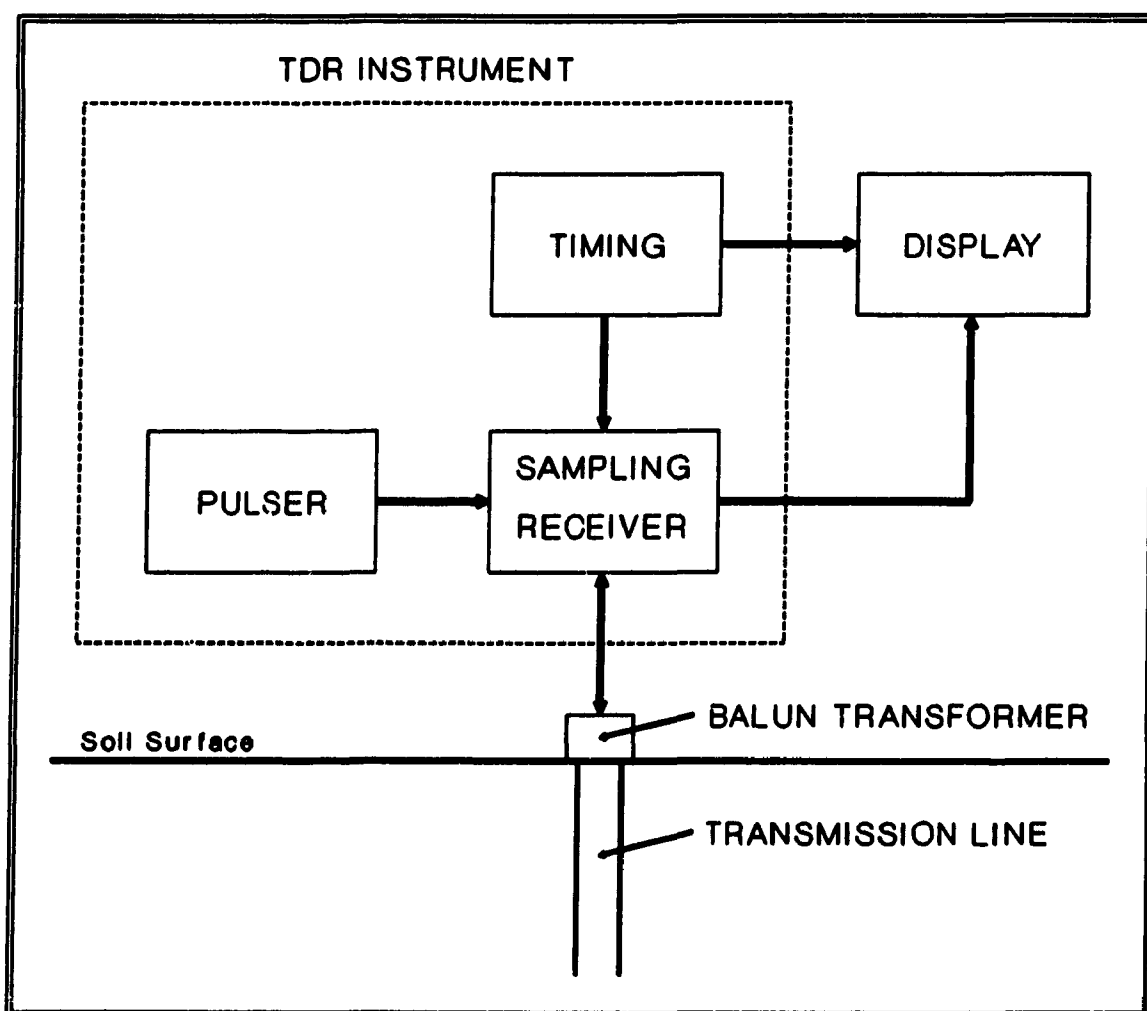 TDR INSTRUMENT
TIMING
DISPLAY
PULSER
SAMPLING
RECEIVER
BALUN TRANSFORMER
Soil Surface
TRANSMISSION LINE